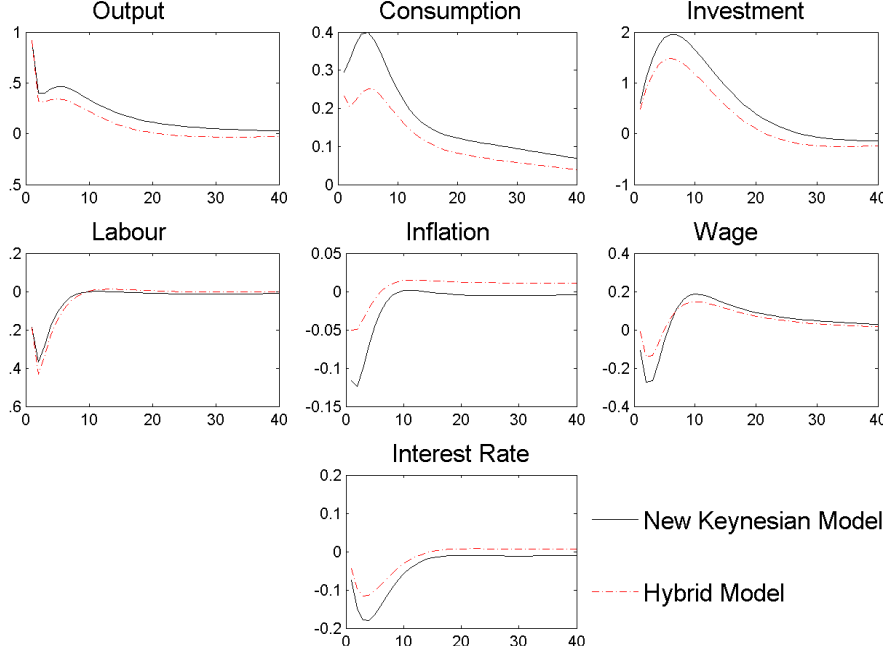 Output Consumption Investment
1 0.4 2
.5 0.3 1
0 0.2 0
0.1
.5 0 -1
0 10 20 30 40 0 10 20 30 40 0 10 20 30 40
Labour Inflation Wage
.2 0.05 0.4
0 0 0.2
.2 -0.05 0
.4 -0.1 -0.2
.6 -0.15 -0.4
0 10 20 30 40 0 10 20 30 40 0 10 20 30 40
Interest Rate
0.2
0.1
0
-0.1
-0.2
0 10 20 30 40
New Keynesian Model
Hybrid Model